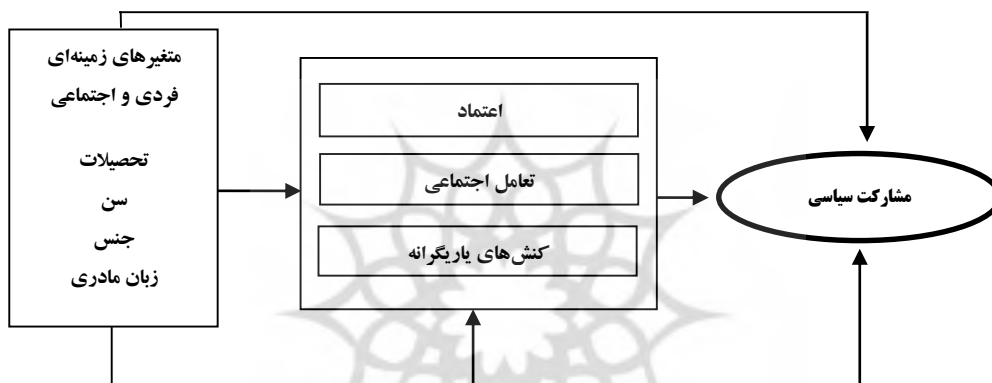 متغیرهای زمینه‌ای
فردی و اجتماعی
تحصیلات
سن
جنس
زبان مادری
اعتماد
تعامل اجتماعی
کنش‌های یاریگرانه
مشارکت سیاسی